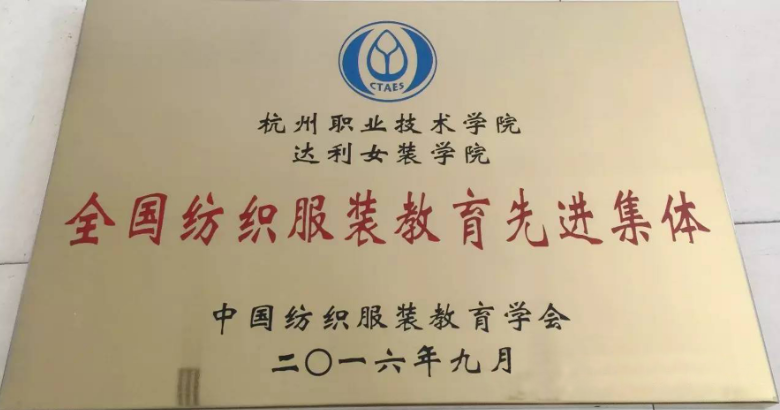 CTAES
杭州职业技术学院
达利女装学院
全国纺织服装教育先进集体
中国纺织服装教育学会
二〇一六年九月